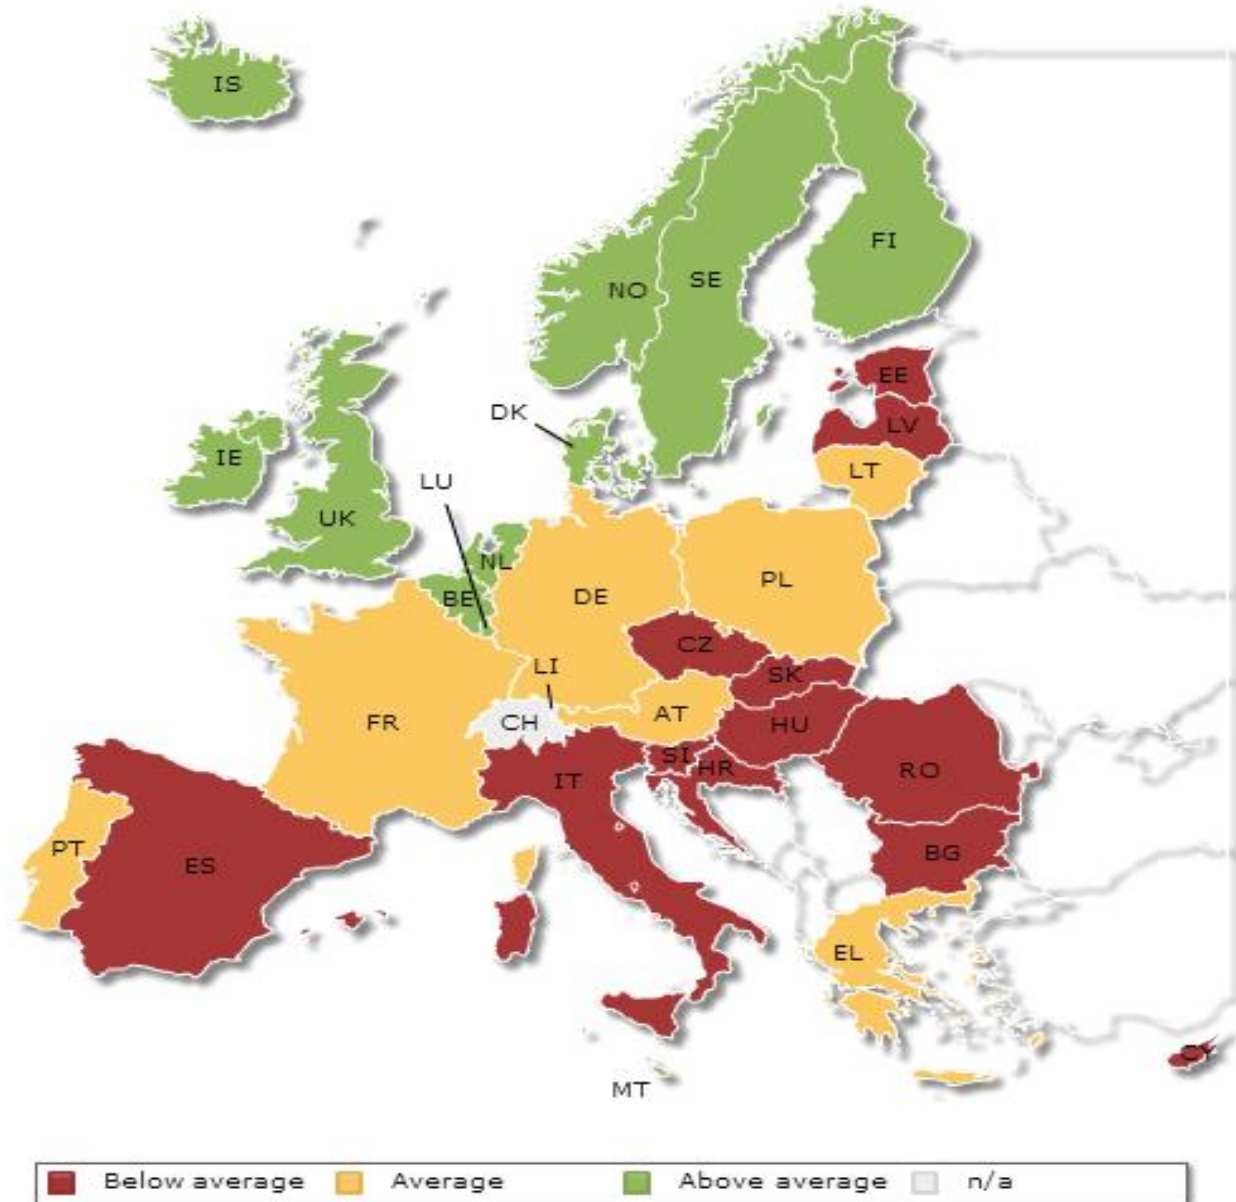 IS
FI
SE
NO
EE
DK
LV
IE
LT
LU
UK
NL
PL
DE
BE
CZ
LI
SK
AT
CH
FR
HU
SI
HR
IT
RO
PT
BG
ES
EL
CY
MT
Below average Average Above average n/a